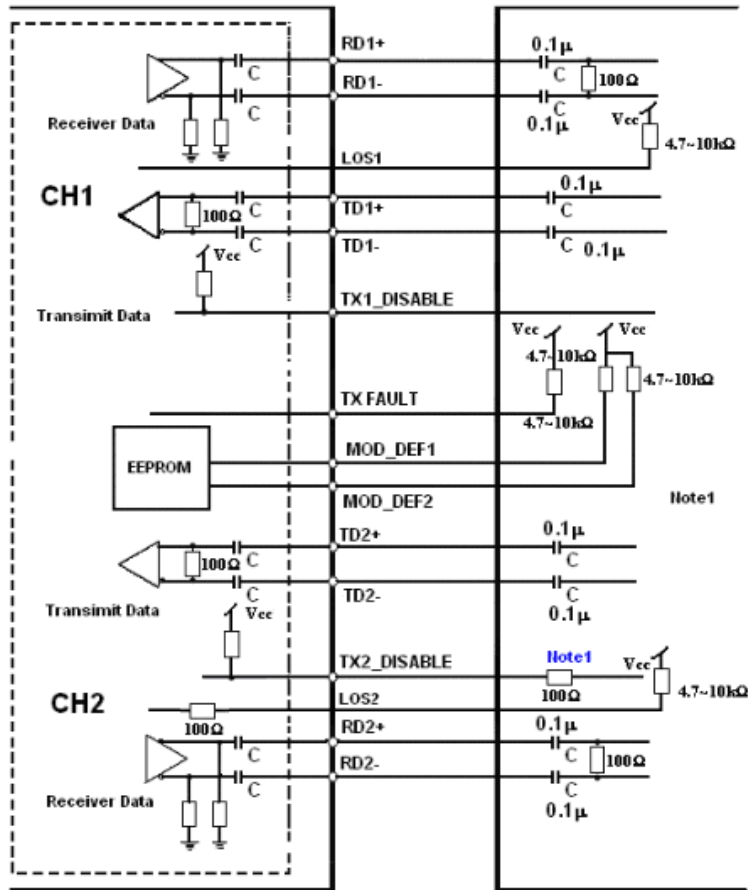 RD1+
0.1μ
C
C
100Ω
RD1-
C
0.1μ
C
Vcc
Receiver Data
4.7~10kΩ
LOS1
CH1
0.1μ
C
TD1+
C
100Ω
TD1-
C
0.1μ
Vcc
TX1_DISABLE
Transimit Data
Vcc
Vcc
4.7~10kΩ
4.7~10kΩ
TX FAULT
4.7~10kΩ
MOD_DEF1
EEPROM
MOD_DEF2
Note1
TD2+
0.1μ
C
C
100Ω
C
C
TD2-
0.1μ
Transimit Data
Vcc
TX2_DISABLE
Note1
Vcc
100Ω
4.7~10kΩ
CH2
LOS2
100Ω
RD2+
0.1μ
C
C
100Ω
RD2-
C
C
Receiver Data
0.1μ